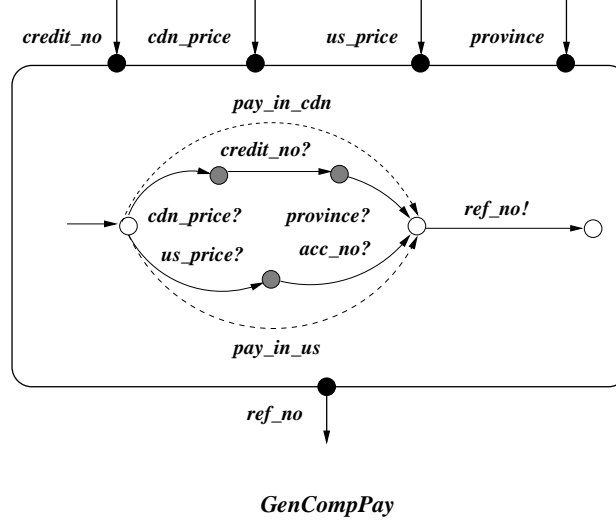 credit_no cdn_price us_price province
pay_in_cdn
credit_no?
cdn_price? province? ref_no!
us_price? acc_no?
pay_in_us
ref_no
GenCompPay